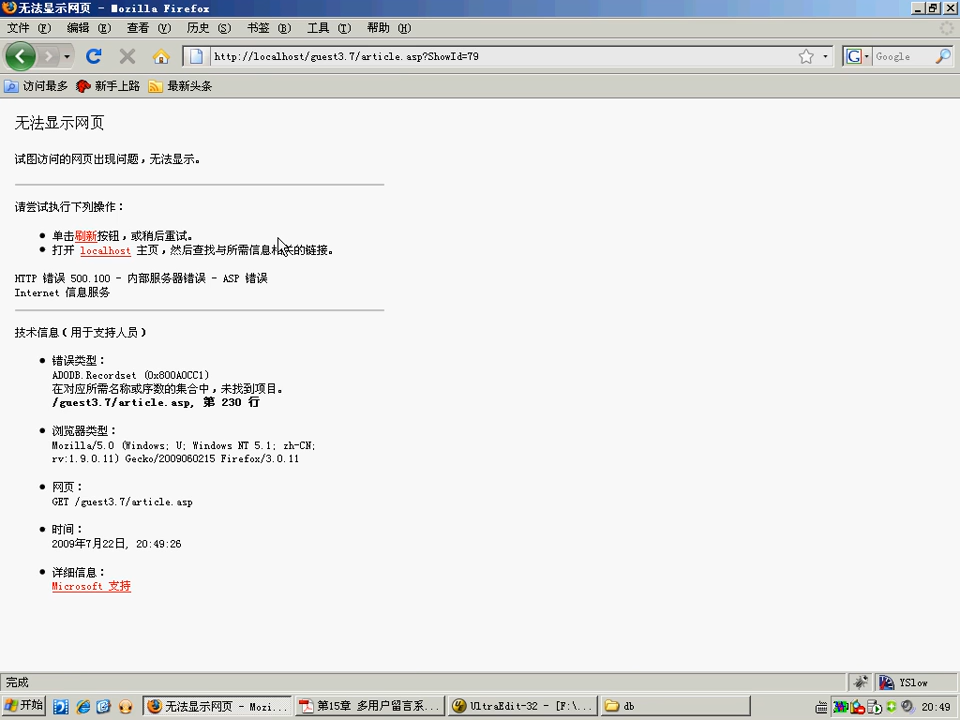 无法显示网页 - Mozilla Firefox
文件 (F) 编辑 (E) 查看 (V) 历史 (S) 书签 (B) 工具 (T) 帮助 (H)
http://localhost/guest3.7/article.asp?ShowId=79
G Google
访问最多 新手上路 最新头条
无法显示网页
试图访问的网页出现问题，无法显示。
请尝试执行下列操作：
单击刷新按钮，或稍后重试。
打开 localhost 主页，然后查找与所需信息相关的链接。
HTTP 错误 500.100 - 内部服务器错误 - ASP 错误
Internet 信息服务
技术信息（用于支持人员）
错误类型：
ADODB.Recordset (0x800A0CC1)
在对应所需名称或序数的集合中，未找到项目。
/guest3.7/article.asp, 第 230 行
浏览器类型：
Mozilla/5.0 (Windows; U; Windows NT 5.1; zh-CN;
rv:1.9.0.11) Gecko/2009060215 Firefox/3.0.11
网页：
GET /guest3.7/article.asp
时间：
2009年7月22日, 20:49:26
详细信息：
Microsoft 支持
完成
YSlow
开始
无法显示网页 - Mozi...
第15章 多用户留言系...
UltraEdit-32 - [F:\...
db
20:49